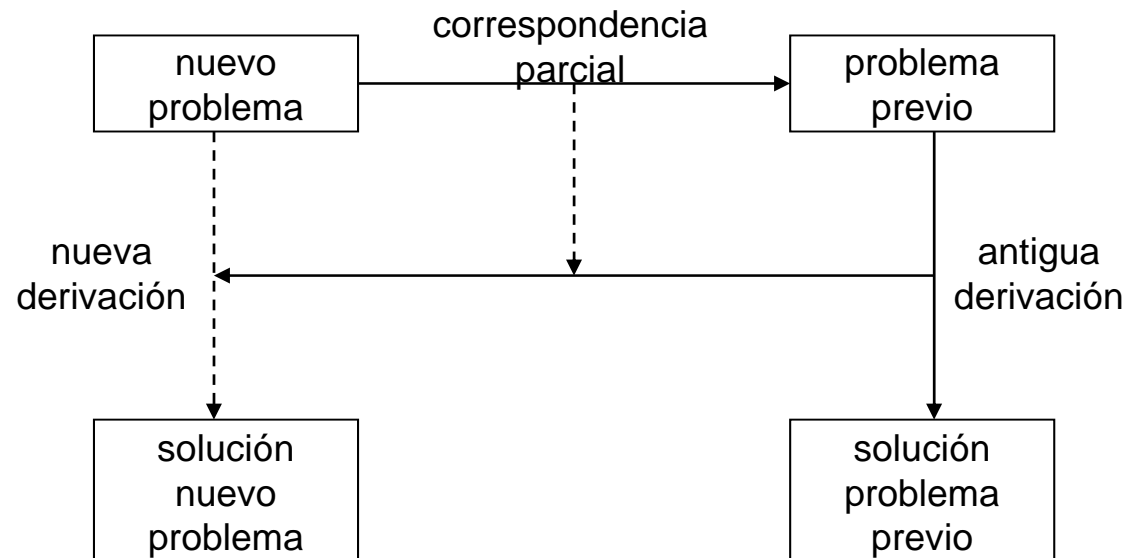 correspondencia
parcial
nuevo
problema
problema
previo
nueva
derivación
antigua
derivación
solución
nuevo
problema
solución
problema
previo